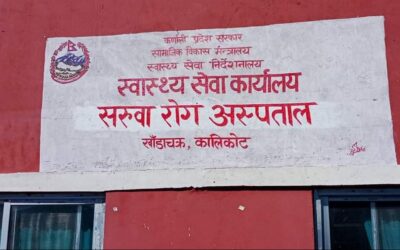 कर्णाली प्रदेश सरकार
सामाजिक विकास मन्त्रालय
स्वास्थ्य सेवा निर्देशनालय
स्वास्थ्य सेवा कार्यालय
सरुवा रोग अस्पताल
खाँडाचक्र, कालिकोट